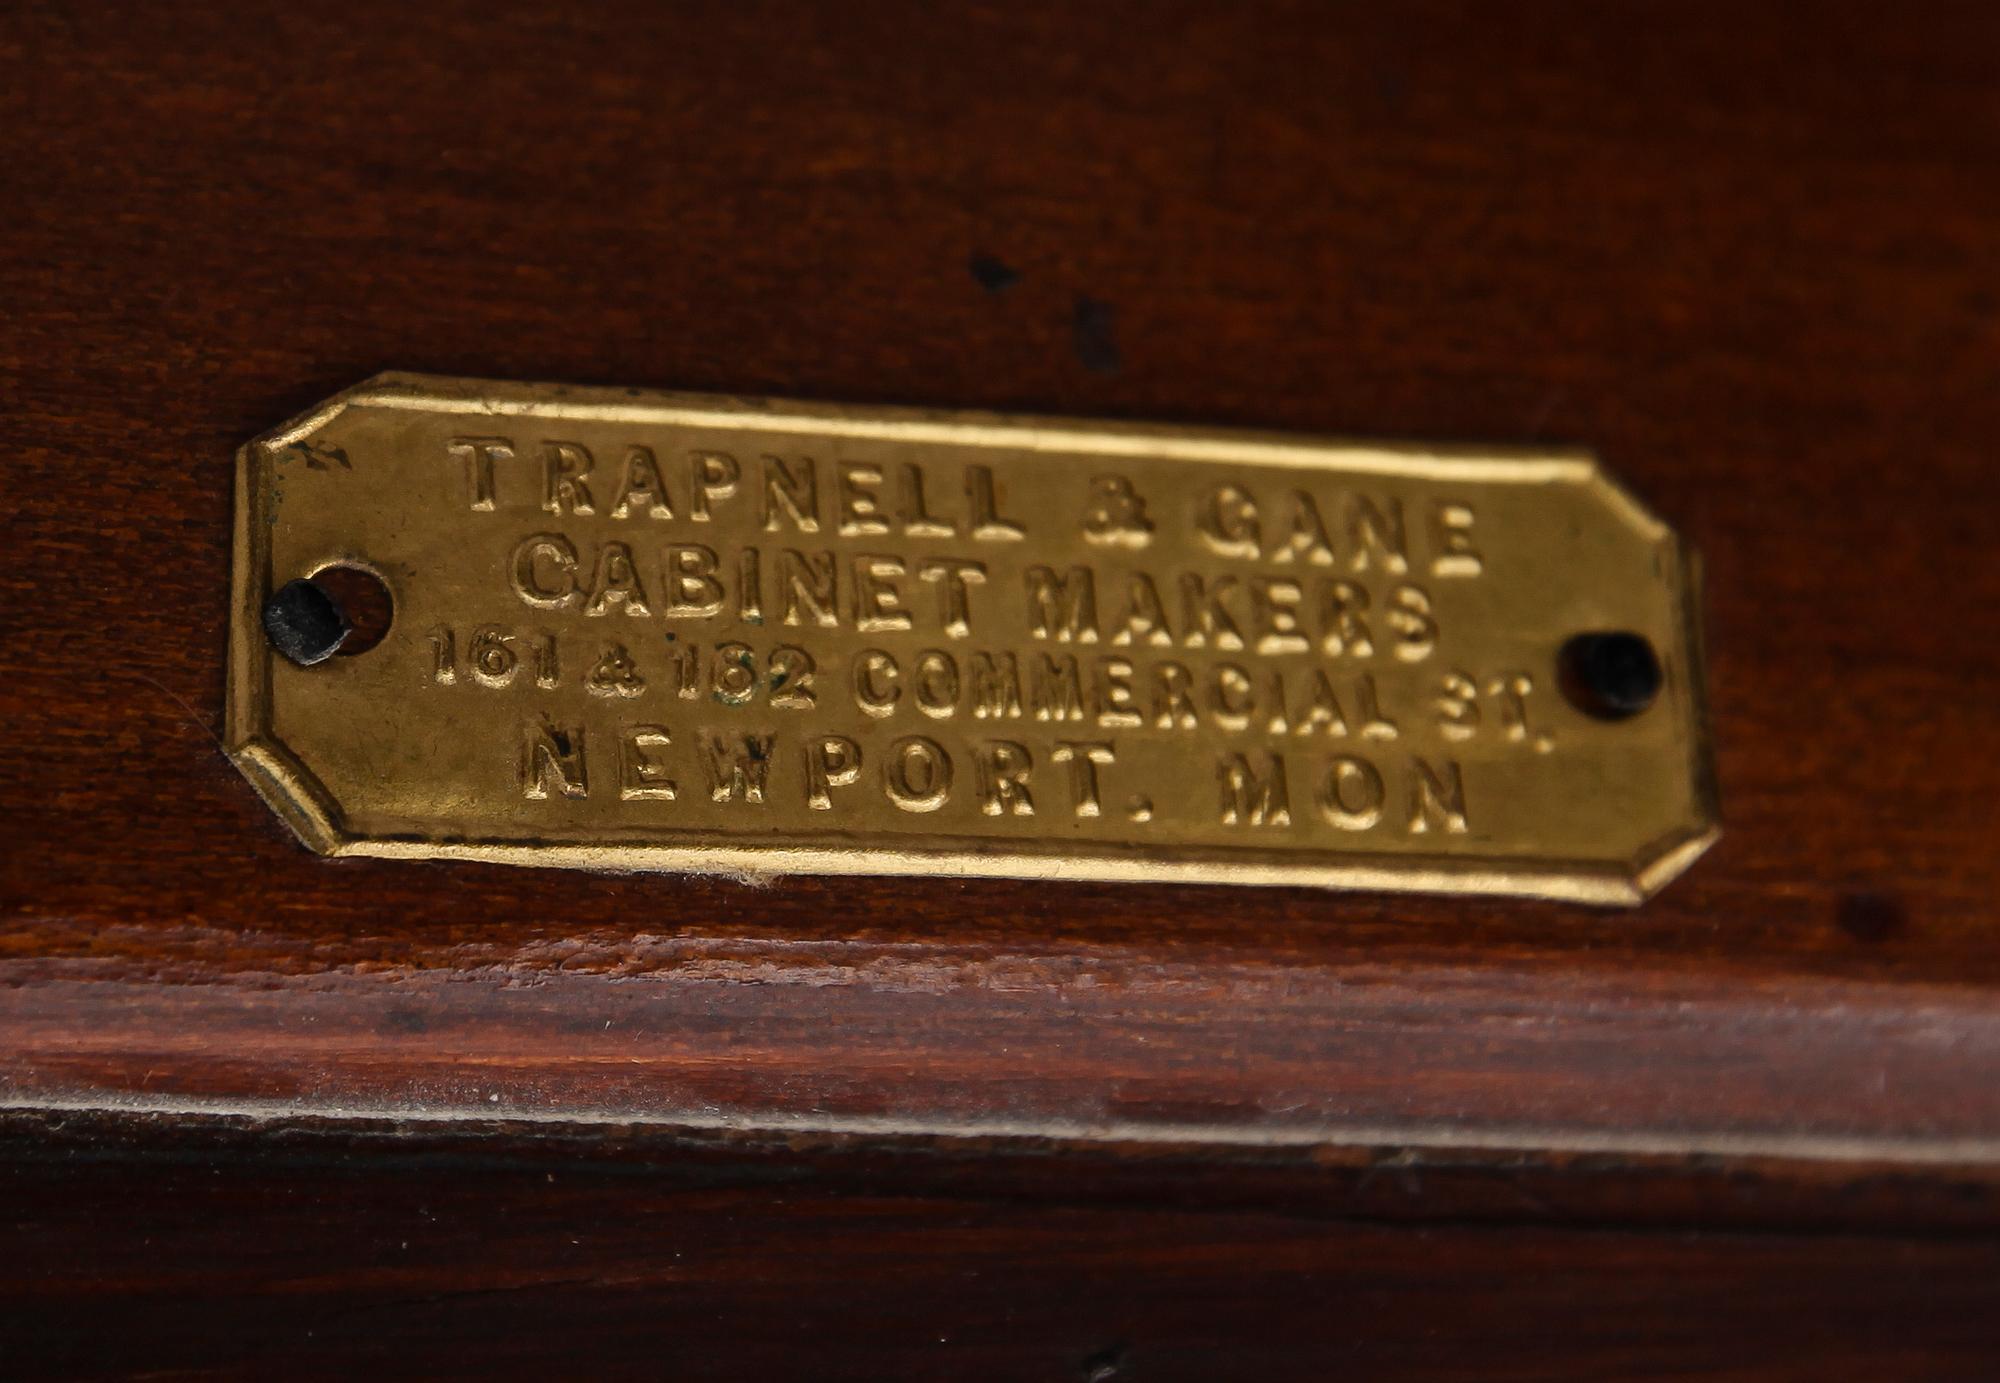 TRAPNELL & GANE
CABINET MAKERS
161 & 162 COMMERCIAL ST.
NEWPORT. MON